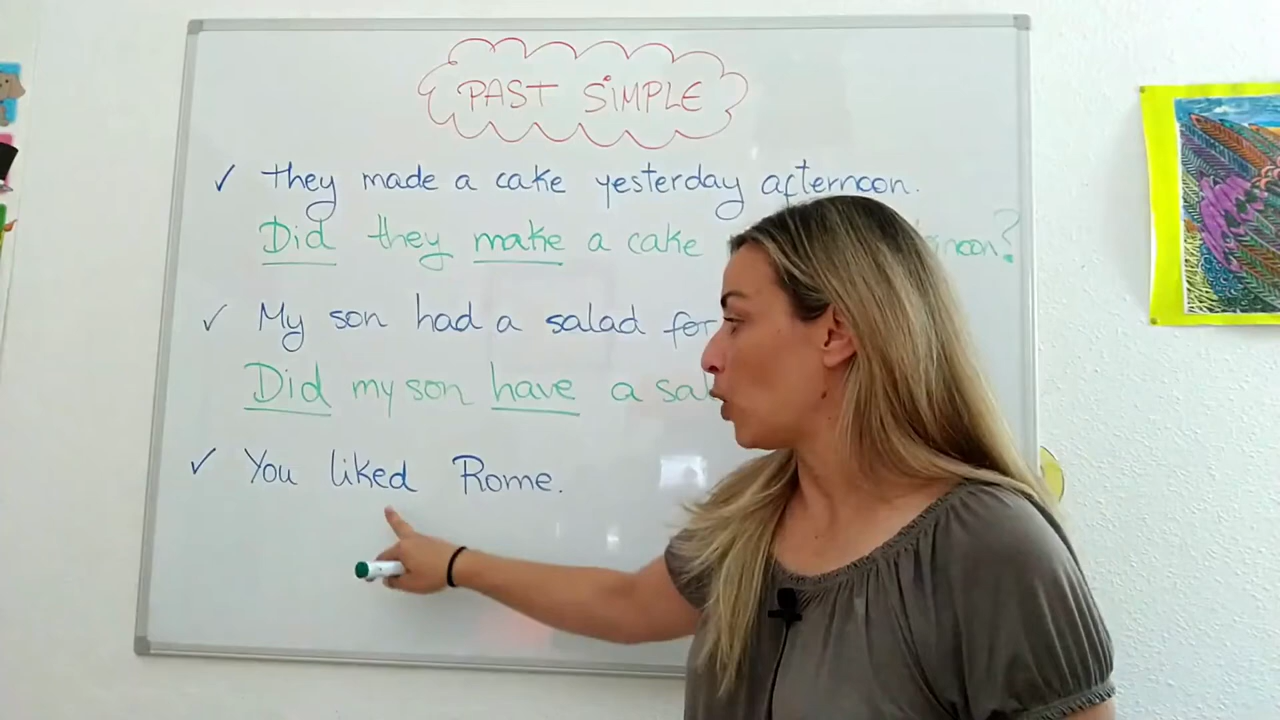 PAST SiMPLE
✓ they made a cake yesterday afternoon.
Did they make a cake
✓ My son had a salad for
Did my son have a
✓ You liked Rome.